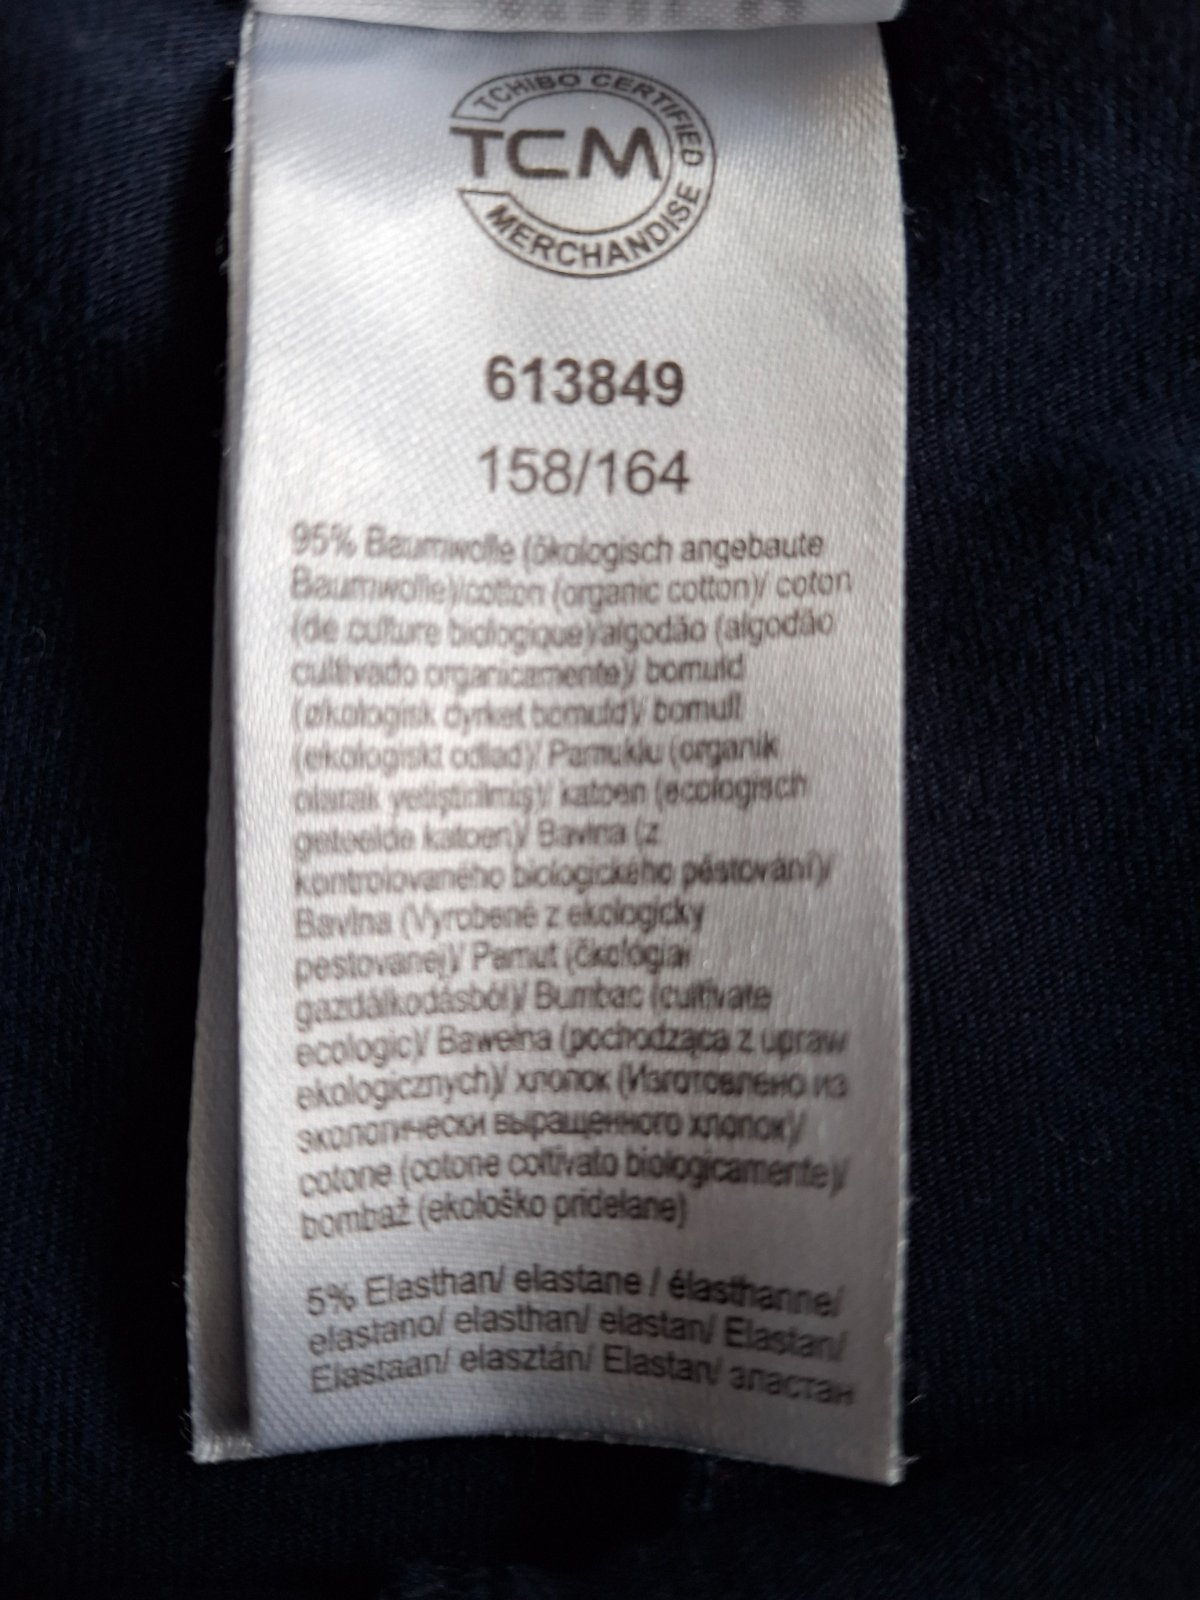 TCHIBO CERTIFIED
TCM
MERCHANDISE
613849
158/164
95% Baumwolle (ökologisch angebaute
Baumwolle)/cotton (organic cotton)/ coton
(de culture biologique)/algodão (algodão
cultivado organicamente)/ bomuld
(økologisk dyrket bomuld)/ bomull
(ekologiskt odlad)/ Pamuklu (organik
olarak yetiştirilmiş)/ katoen (ecologisch
geteelde katoen)/ Bavlna (z
kontrolovaného biologického pěstování)/
Bavlna (Vyrobené z ekologicky
pestovanej)/ Pamut (ökológiai
gazdálkodásból)/ Bumbac (cultivate
ecologic)/ Bawełna (pochodząca z upraw
ekologicznych)/ хлопок (Изготовлено из
экологически выращенного хлопок)/
cotone (cotone coltivato biologicamente)/
bombaž (ekološko pridelane)
5% Elasthan/ elastane / élasthanne/
elastano/ elasthan/ elastan/ Elastan/
Elastaan/ elasztán/ Elastan/ эластан